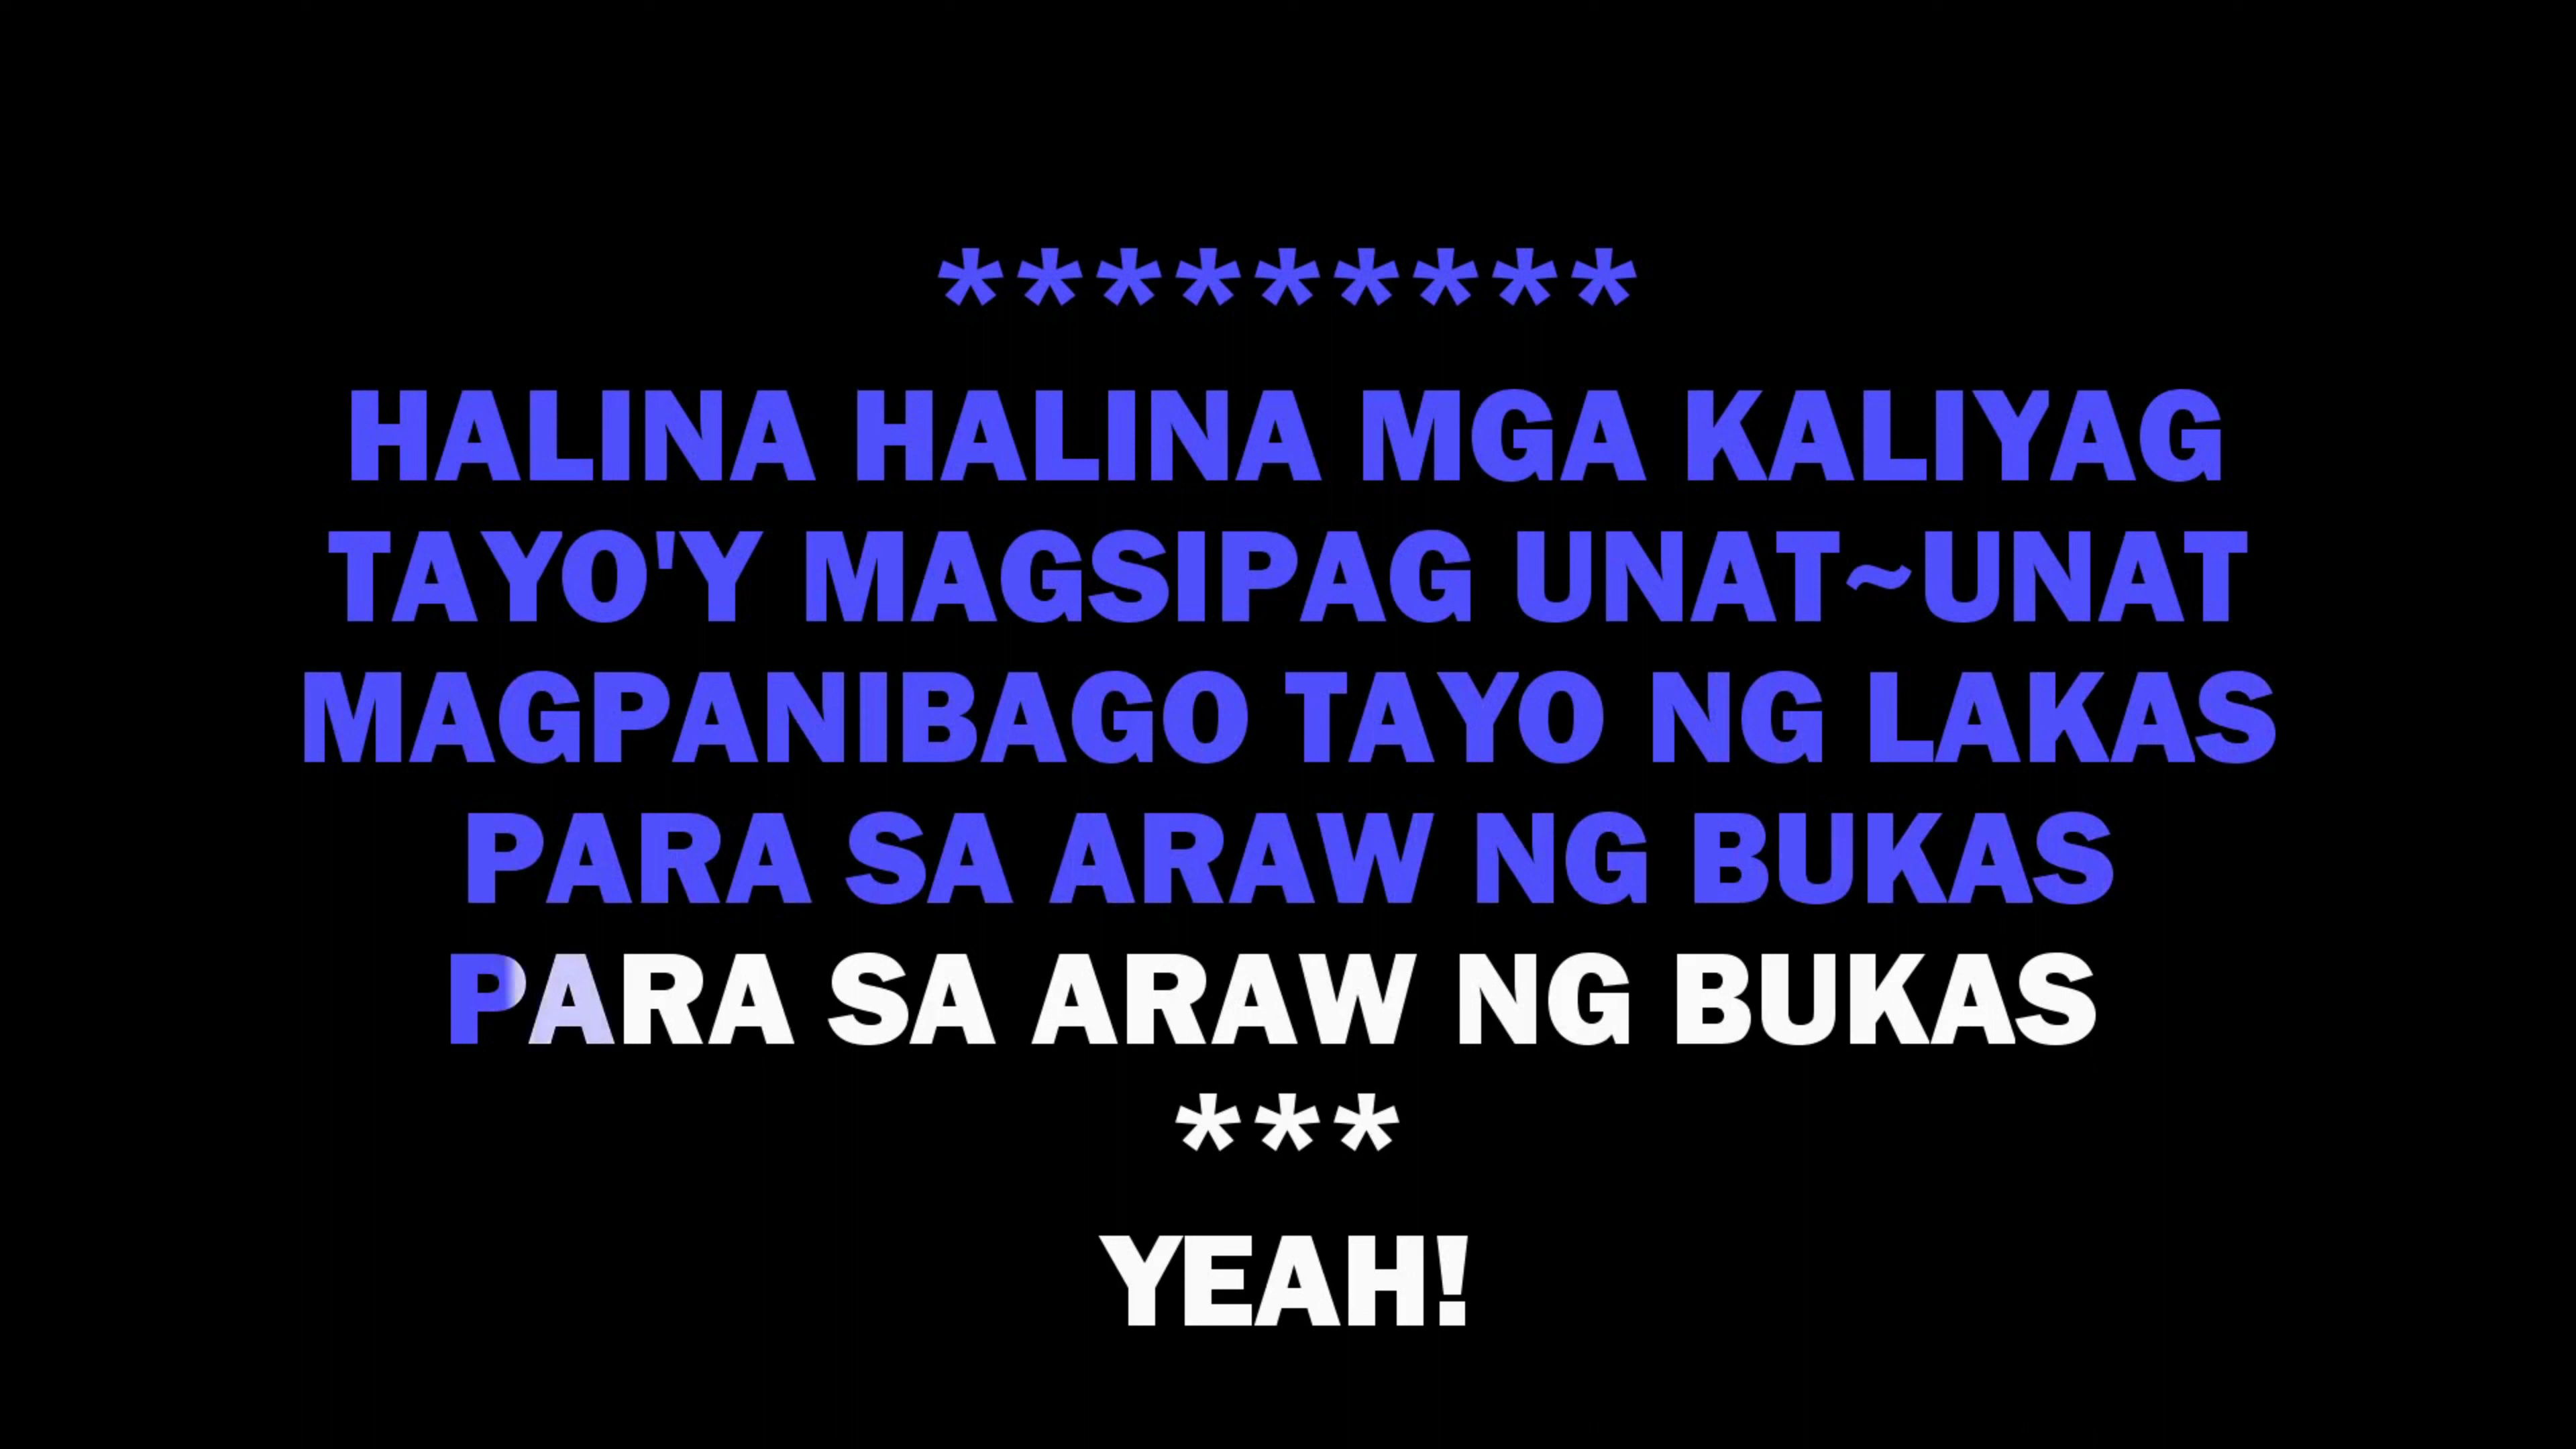 *********
HALINA HALINA MGA KALIYAG
TAYO'Y MAGSIPAG UNAT~UNAT
MAGPANIBAGO TAYO NG LAKAS
PARA SA ARAW NG BUKAS
PARA SA ARAW NG BUKAS
***
YEAH!